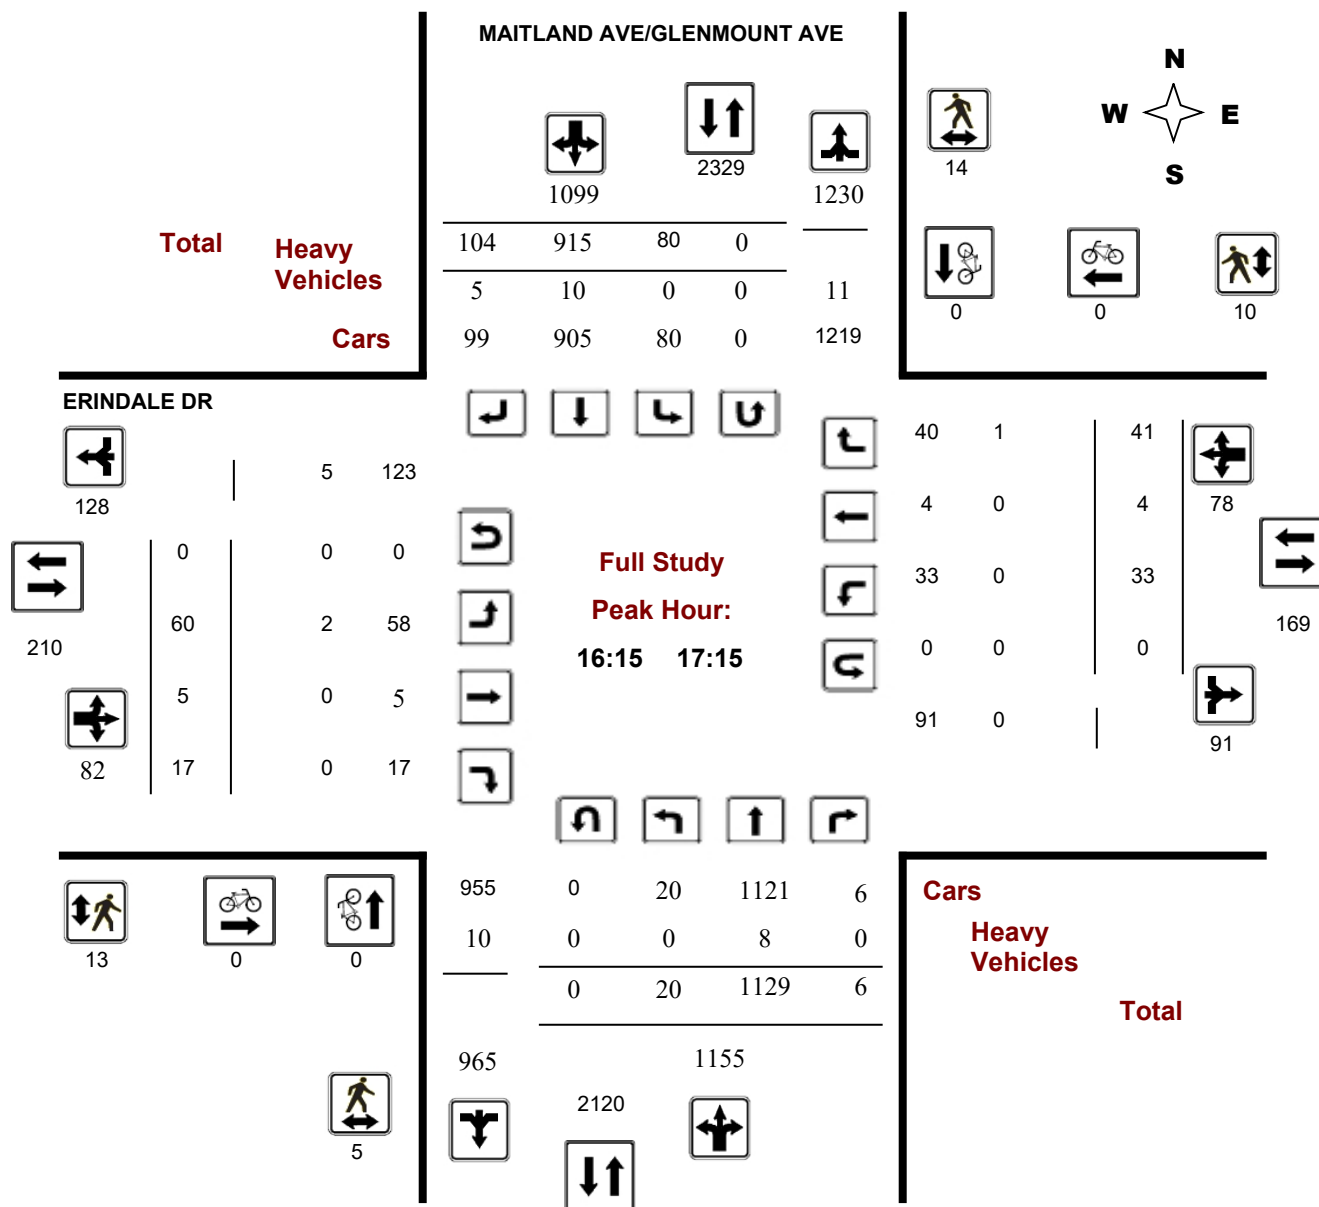 MAITLAND AVE/GLENMOUNT AVE
N
W E
S
2329
14
1099 1230
Total Heavy Vehicles
104 915 80 0
5 10 0 0 11
Cars 99 905 80 0 1219
0 0 10
ERINDALE DR
5 123
128
0 0 0
60 2 58
210
5 0 5
82 17 0 17
Full Study
Peak Hour:
16:15 17:15
40 1 41
4 0 4 78
33 0 33
169
0 0 0
91 0
91
955 0 20 1121 6
10 0 0 8 0
0 20 1129 6
Cars
Heavy
Vehicles
Total
13 0 0
965 1155
2120
5